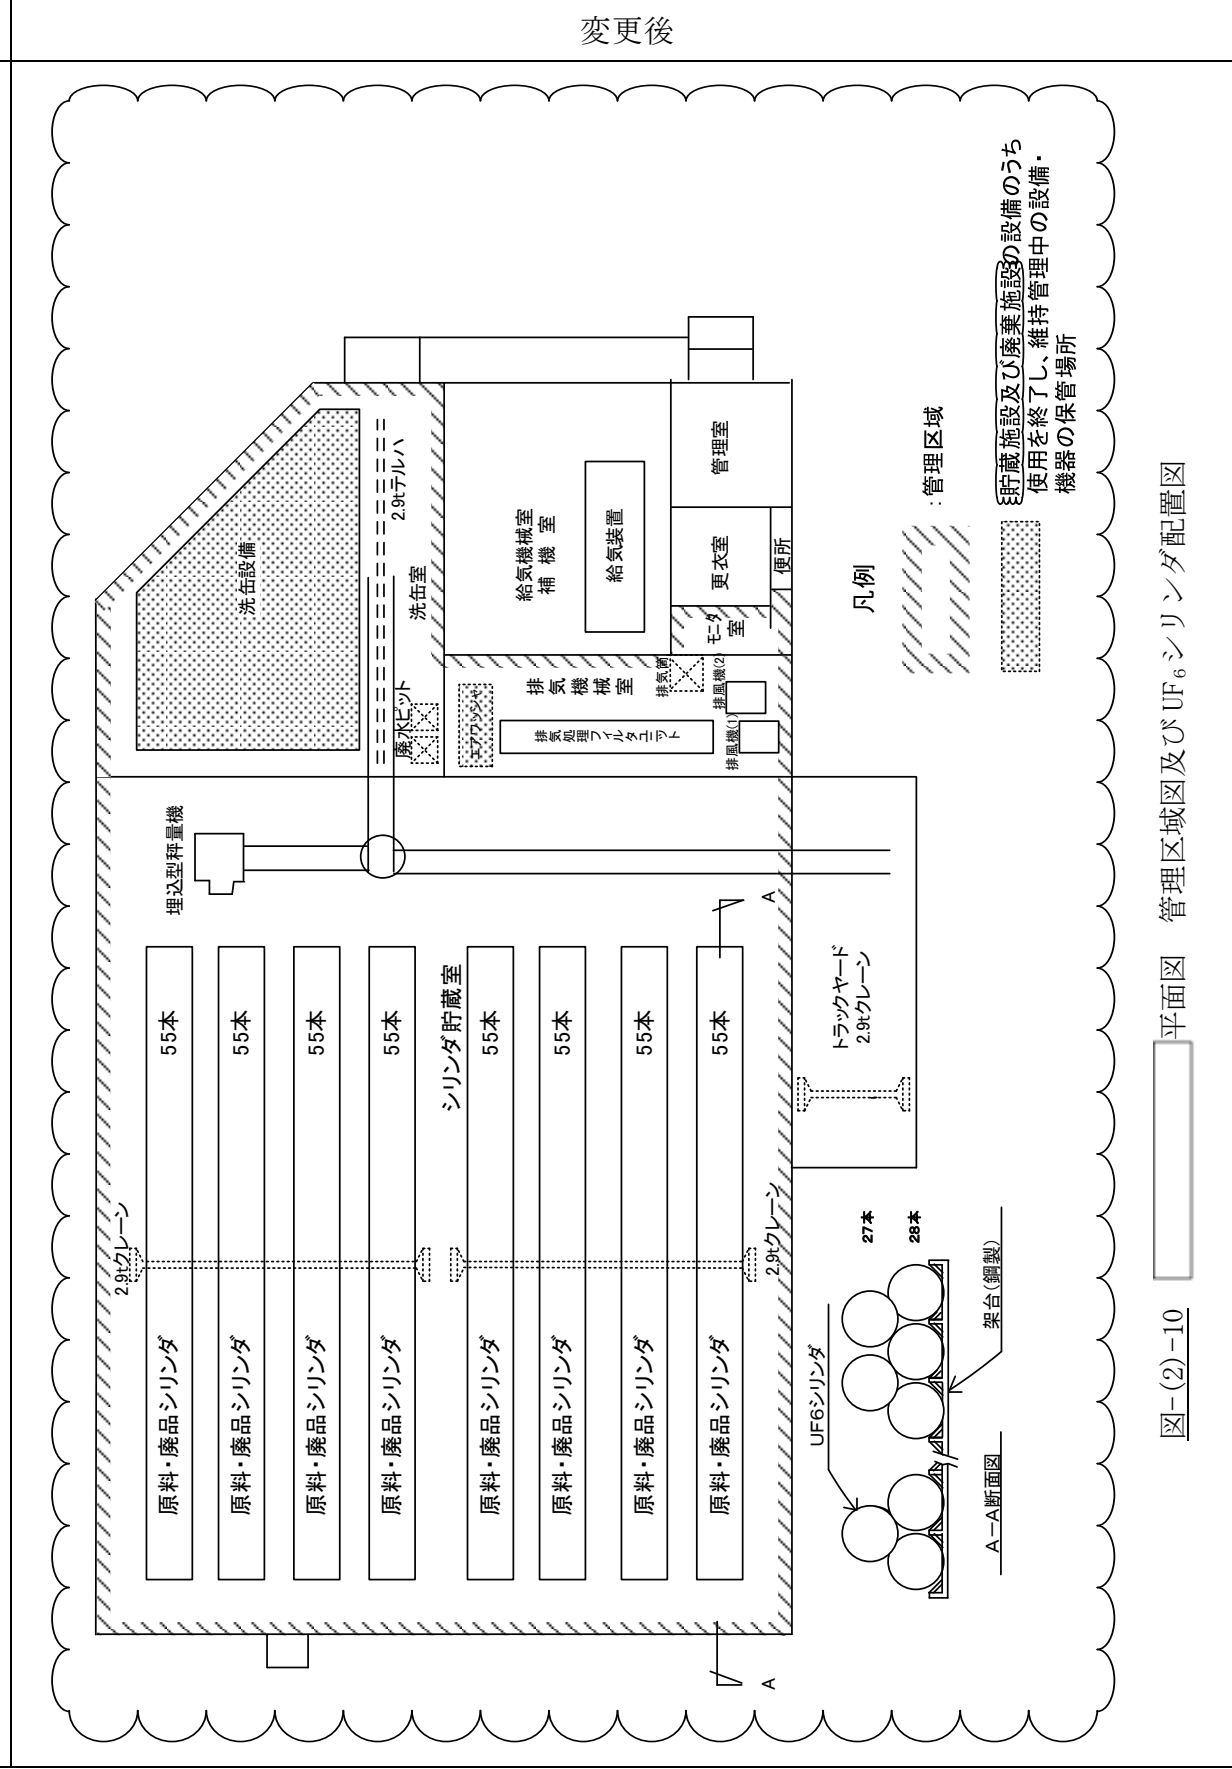 変更後
洗缶設備
2.9tテルハ
洗缶室
給気機械室
補機室
給気装置
管理室
更衣室
便所
モニタ
室
排気機械室
排気筒
排風機(2)
排風機(1)
排気処理フィルタユニット
エアワッシャ
廃水ピット
埋込型秤量機
A
原料・廃品シリンダ 55本
原料・廃品シリンダ 55本
原料・廃品シリンダ 55本
原料・廃品シリンダ 55本
シリンダ貯蔵室
原料・廃品シリンダ 55本
原料・廃品シリンダ 55本
原料・廃品シリンダ 55本
原料・廃品シリンダ 55本
2.9tクレーン
2.9tクレーン
A
トラックヤード
2.9tクレーン
UF6シリンダ
27本
28本
架台(鋼製)
A-A断面図
凡例
:管理区域
:貯蔵施設及び廃棄施設の設備のうち
使用を終了し、維持管理中の設備・
機器の保管場所
図-(2)-10 平面図 管理区域図及びUF₆シリンダ配置図